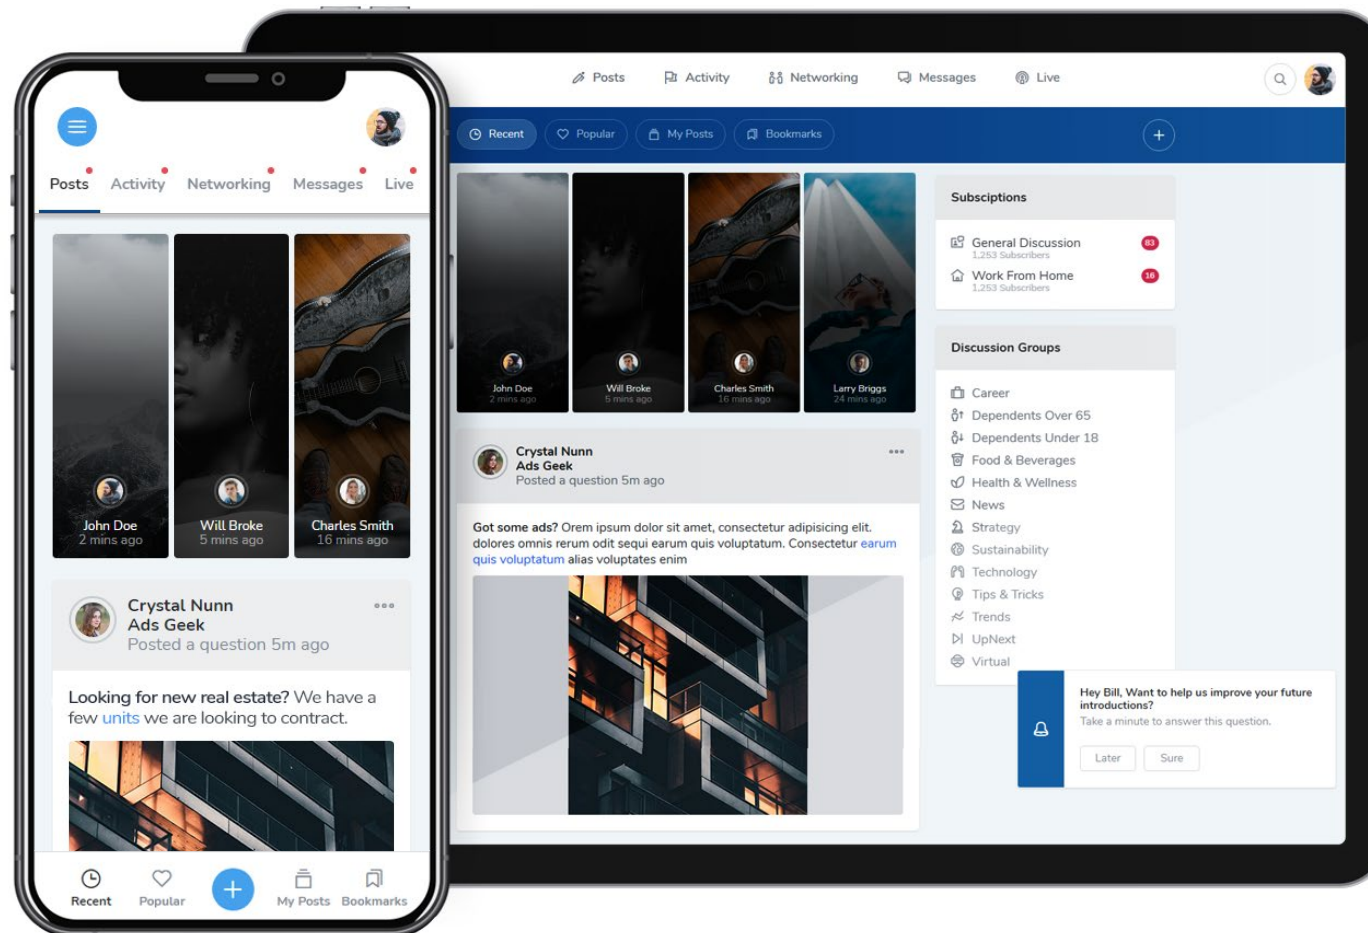 Posts Activity Networking Messages Live
John Doe
2 mins ago
Will Broke
5 mins ago
Charles Smith
16 mins ago
Crystal Nunn
Ads Geek
Posted a question 5m ago
Looking for new real estate? We have a
few units we are looking to contract.
Recent Popular My Posts Bookmarks
Posts Activity Networking Messages Live
Recent Popular My Posts Bookmarks
John Doe
2 mins ago
Will Broke
5 mins ago
Charles Smith
16 mins ago
Larry Briggs
24 mins ago
Crystal Nunn
Ads Geek
Posted a question 5m ago
Got some ads? Orem ipsum dolor sit amet, consectetur adipisicing elit.
dolores omnis rerum odit sequi earum quis voluptatum. Consectetur earum
quis voluptatum alias voluptates enim
Subsciptions
General Discussion 83
1,253 Subscribers
Work From Home 16
1,253 Subscribers
Discussion Groups
Career
Dependents Over 65
Dependents Under 18
Food & Beverages
Health & Wellness
News
Strategy
Sustainability
Technology
Tips & Tricks
Trends
UpNext
Virtual
Hey Bill, Want to help us improve your future
introductions?
Take a minute to answer this question.
Later Sure